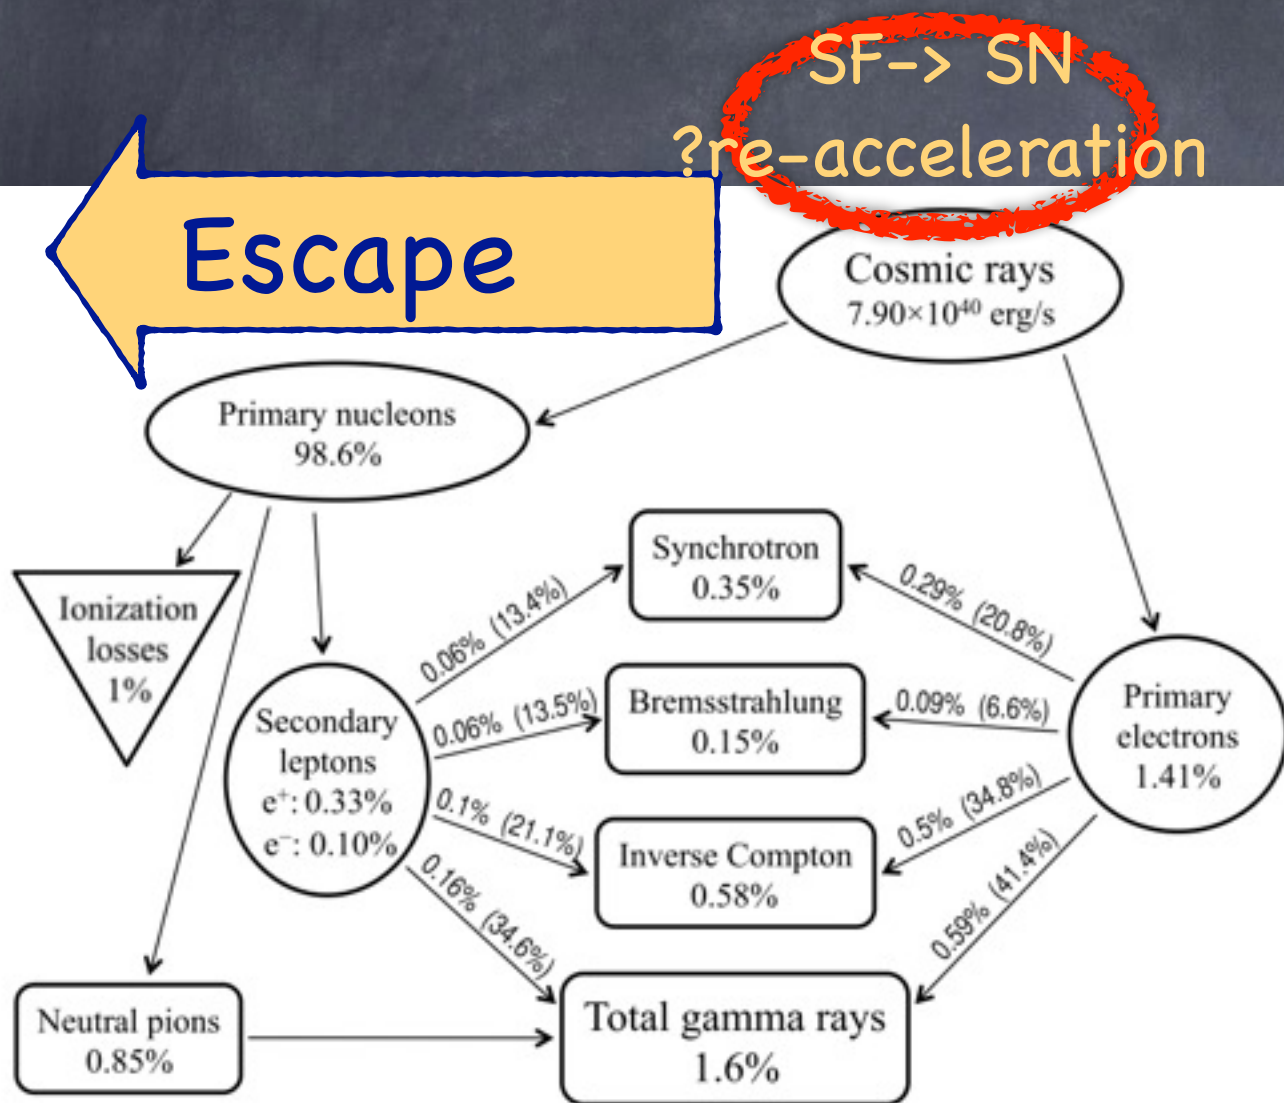 SF-> SN
?re-acceleration
Escape
Cosmic rays
7.90×10⁴⁰ erg/s
Primary nucleons
98.6%
Ionization
losses
1%
Synchrotron
0.35%
0.06% (13.4%)
0.29% (20.8%)
Secondary
leptons
e⁺: 0.33%
e⁻: 0.10%
0.06% (13.5%)
Bremsstrahlung
0.15%
0.09% (6.6%)
Primary
electrons
1.41%
0.1% (21.1%)
Inverse Compton
0.58%
0.5% (34.8%)
0.16% (34.6%)
0.59% (41.4%)
Neutral pions
0.85%
Total gamma rays
1.6%